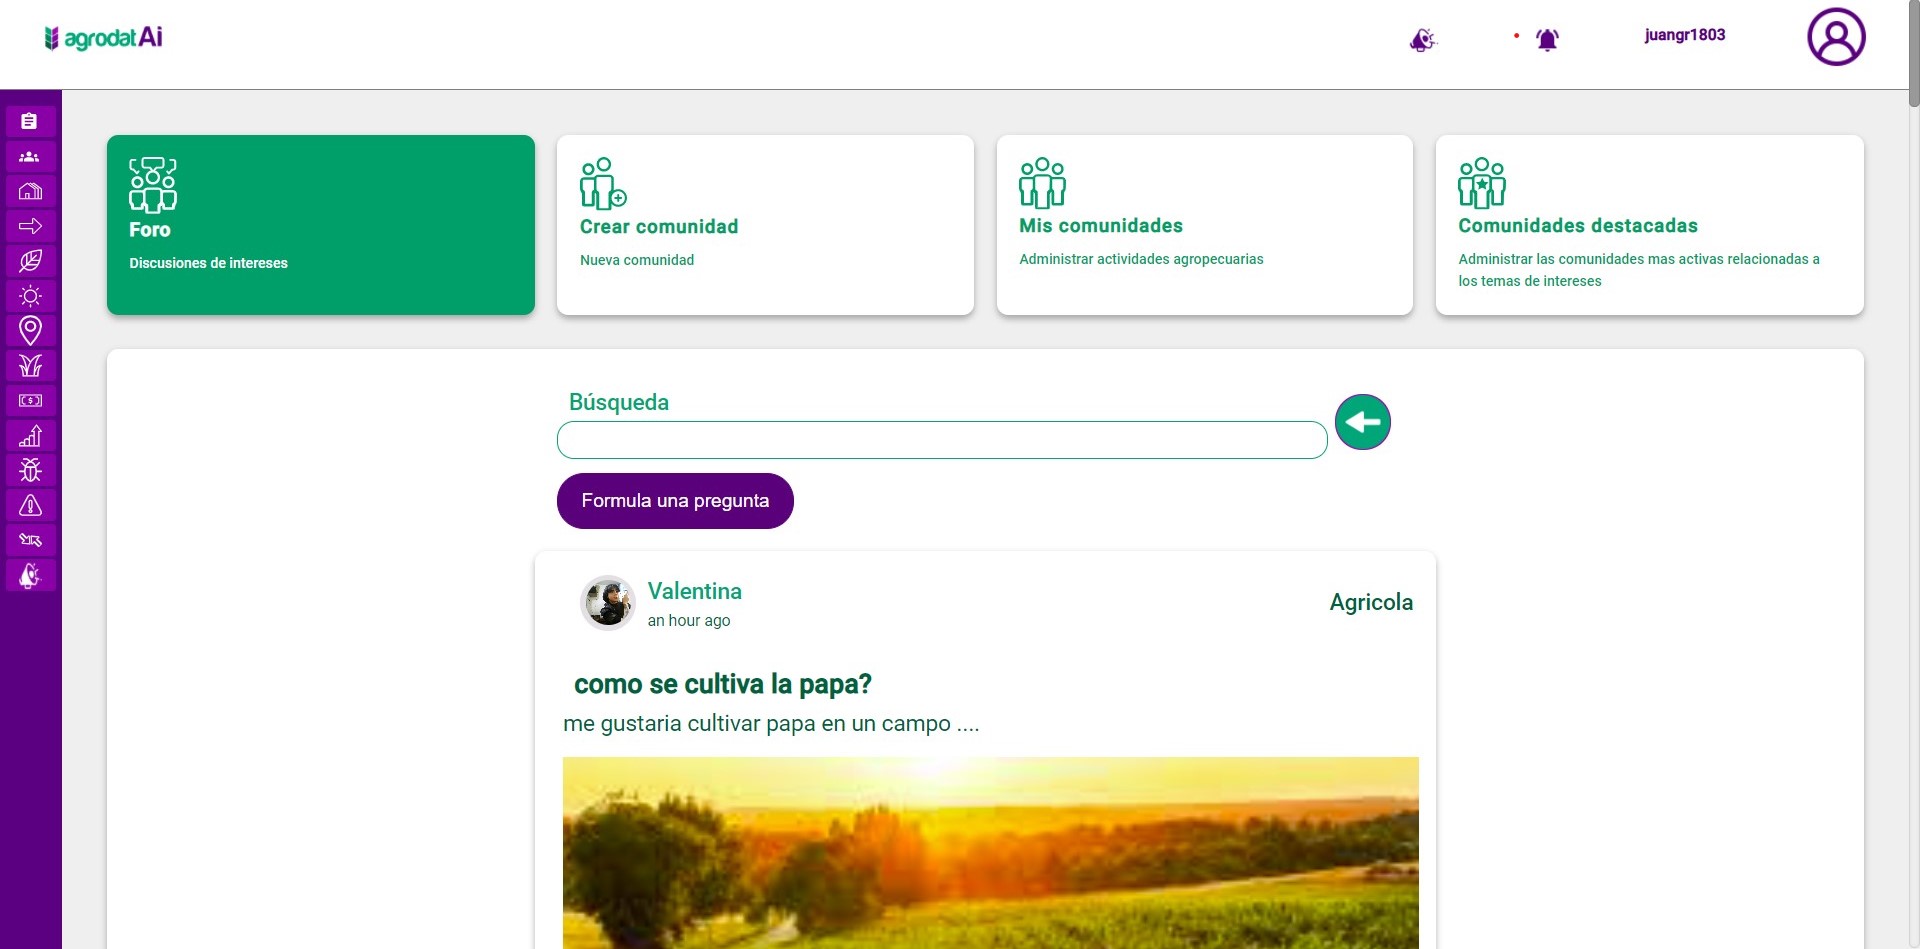 agrodatAi
juangr1803
Foro
Discusiones de intereses
Crear comunidad
Nueva comunidad
Mis comunidades
Administrar actividades agropecuarias
Comunidades destacadas
Administrar las comunidades mas activas relacionadas a
los temas de intereses
Búsqueda
Formula una pregunta
Valentina
an hour ago
Agricola
como se cultiva la papa?
me gustaria cultivar papa en un campo ....